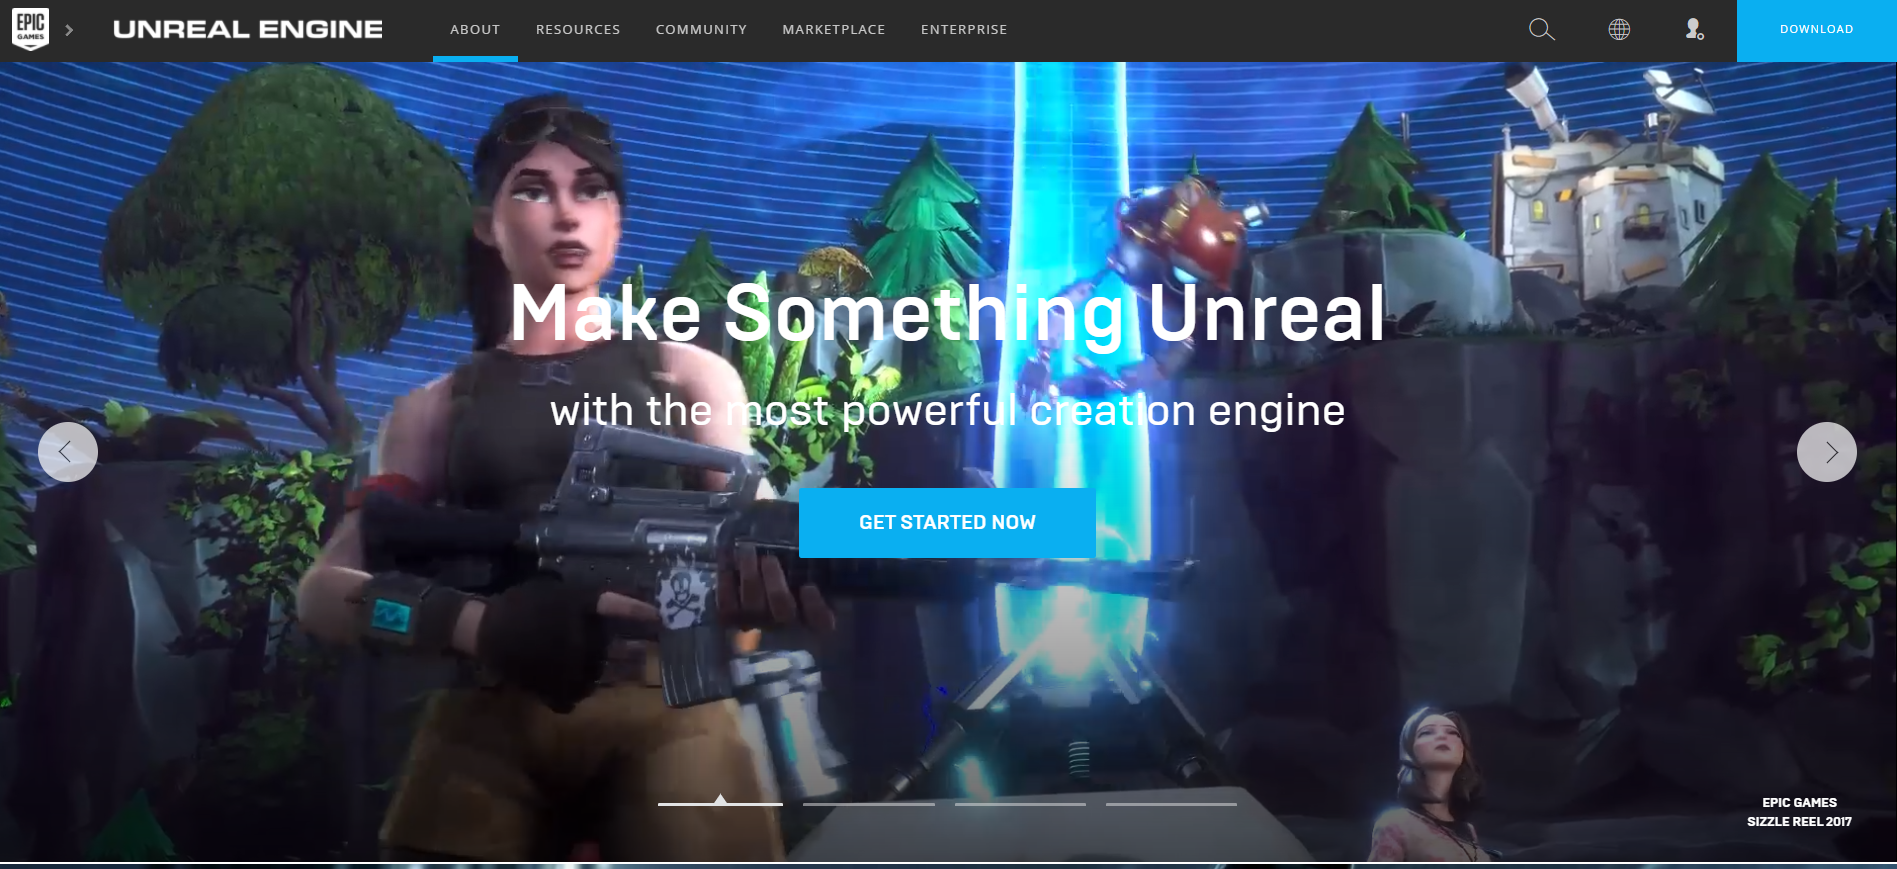 EPIC
GAMES
UNREAL ENGINE
ABOUT
RESOURCES
COMMUNITY
MARKETPLACE
ENTERPRISE
DOWNLOAD
Make Something Unreal
with the most powerful creation engine
GET STARTED NOW
EPIC GAMES
SIZZLE REEL 2017